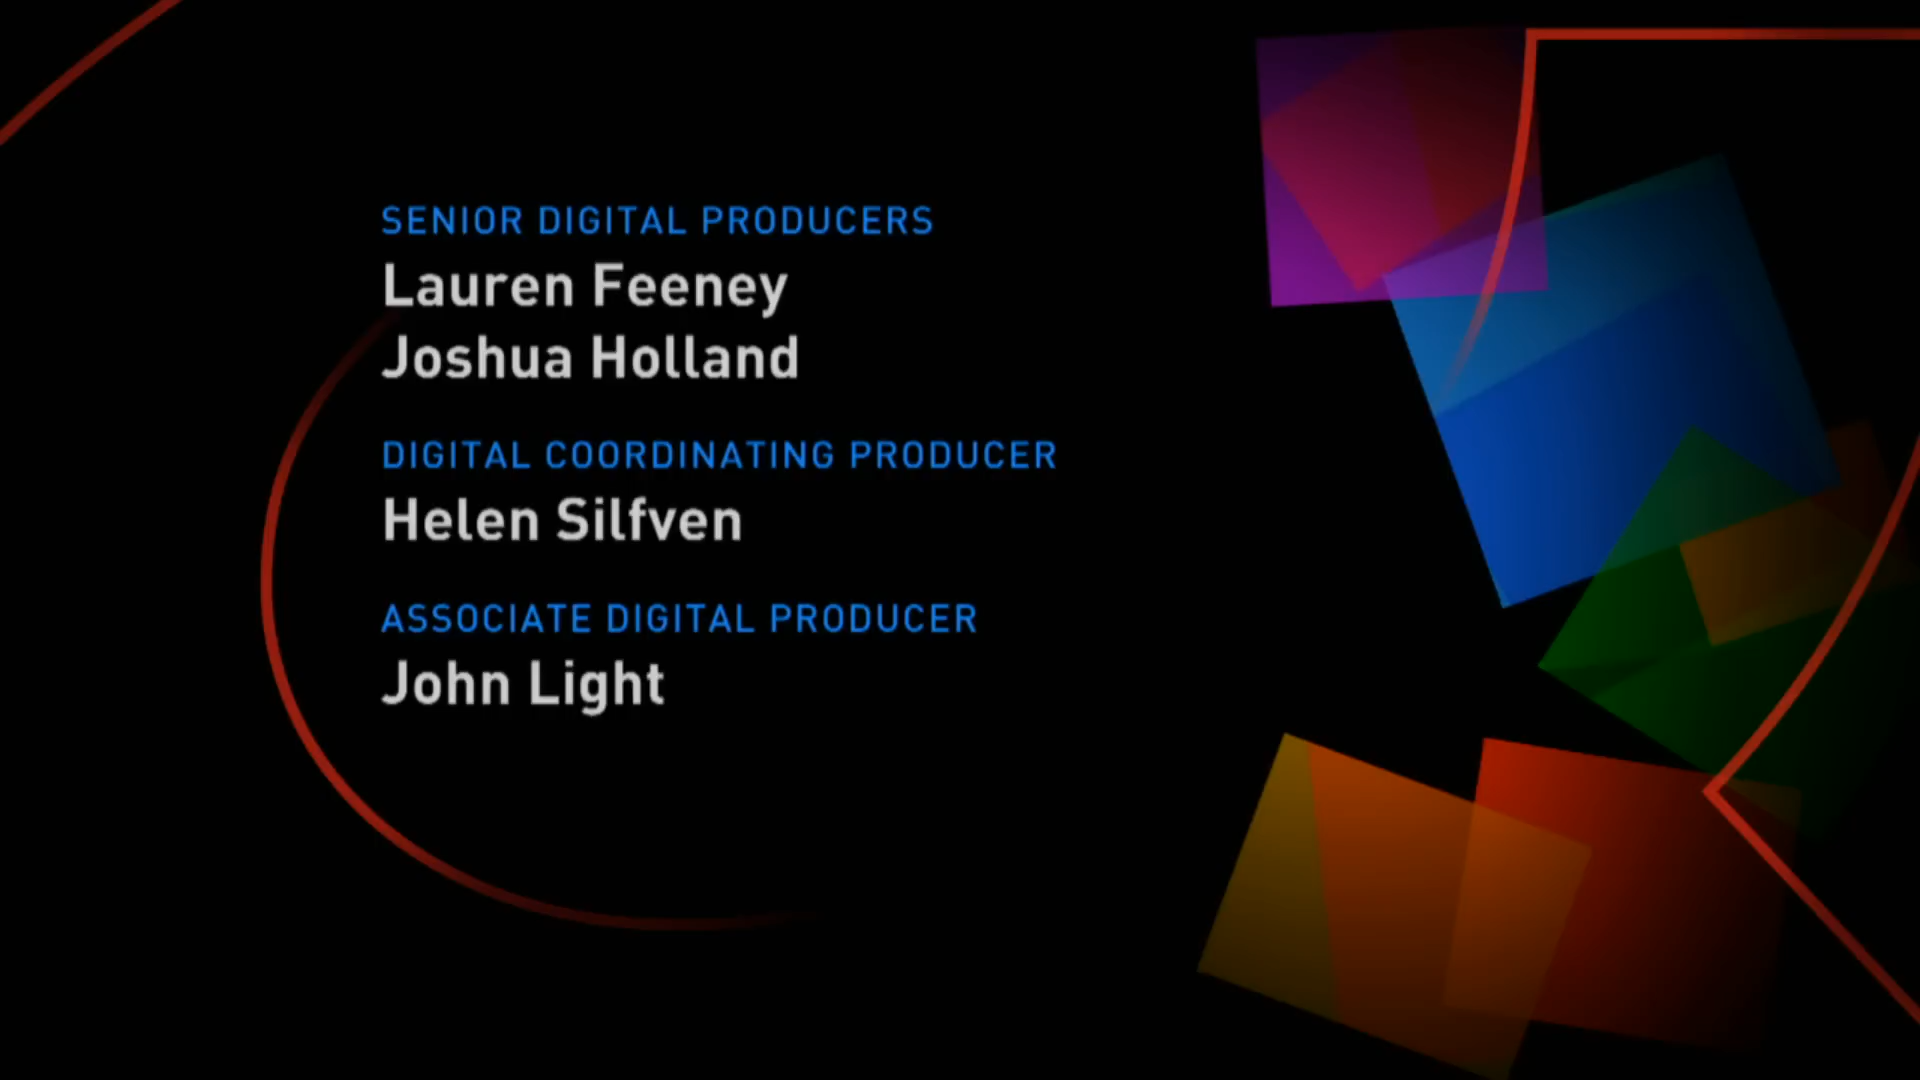 SENIOR DIGITAL PRODUCERS
Lauren Feeney
Joshua Holland
DIGITAL COORDINATING PRODUCER
Helen Silfven
ASSOCIATE DIGITAL PRODUCER
John Light